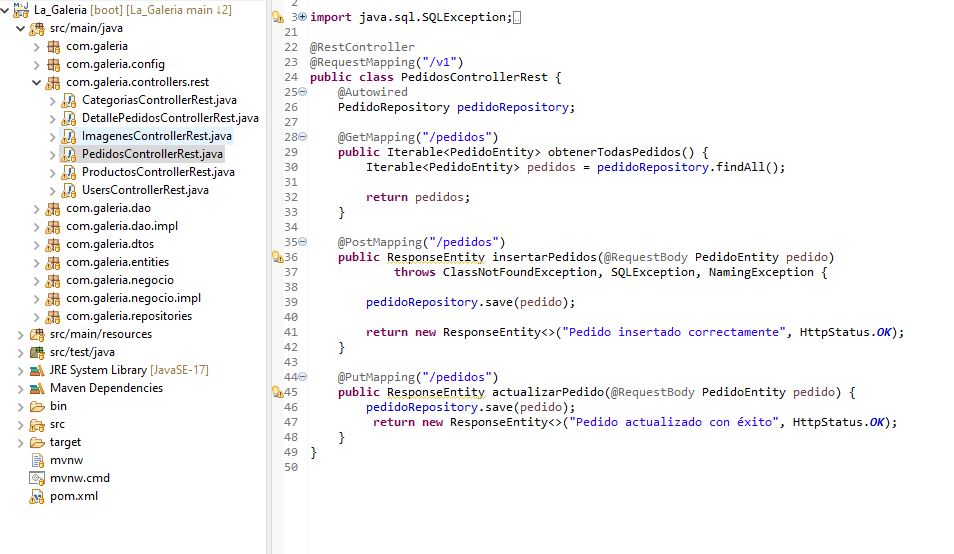 La_Galeria [boot] [La_Galeria main ↓2]
src/main/java
com.galeria
com.galeria.config
com.galeria.controllers.rest
CategoriasControllerRest.java
DetallePedidosControllerRest.java
ImagenesControllerRest.java
PedidosControllerRest.java
ProductosControllerRest.java
UsersControllerRest.java
com.galeria.dao
com.galeria.dao.impl
com.galeria.dtos
com.galeria.entities
com.galeria.negocio
com.galeria.negocio.impl
com.galeria.repositories
src/main/resources
src/test/java
JRE System Library [JavaSE-17]
Maven Dependencies
bin
src
target
mvnw
mvnw.cmd
pom.xml
2
3 import java.sql.SQLException;
21
22 @RestController
23 @RequestMapping("/v1")
24 public class PedidosControllerRest {
25 @Autowired
26 PedidoRepository pedidoRepository;
27
28 @GetMapping("/pedidos")
29 public Iterable<PedidoEntity> obtenerTodasPedidos() {
30 Iterable<PedidoEntity> pedidos = pedidoRepository.findAll();
31
32 return pedidos;
33 }
34
35 @PostMapping("/pedidos")
36 public ResponseEntity insertarPedidos(@RequestBody PedidoEntity pedido)
37 throws ClassNotFoundException, SQLException, NamingException {
38
39 pedidoRepository.save(pedido);
40
41 return new ResponseEntity<>("Pedido insertado correctamente", HttpStatus.OK);
42 }
43
44 @PutMapping("/pedidos")
45 public ResponseEntity actualizarPedido(@RequestBody PedidoEntity pedido) {
46 pedidoRepository.save(pedido);
47 return new ResponseEntity<>("Pedido actualizado con éxito", HttpStatus.OK);
48 }
49 }
50